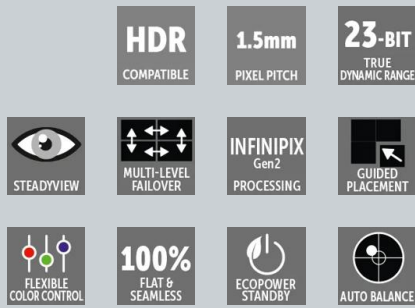 HDR
COMPATIBLE
1.5mm
PIXEL PITCH
23-BIT
TRUE
DYNAMIC RANGE
STEADYVIEW
MULTI-LEVEL
FAILOVER
INFINIPIX
Gen2
PROCESSING
GUIDED
PLACEMENT
FLEXIBLE
COLOR CONTROL
100%
FLAT &
SEAMLESS
ECOPOWER
STANDBY
AUTO BALANCE